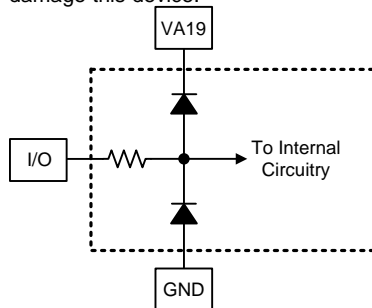 damage this device.
VA19
I/O
To Internal
Circuitry
GND